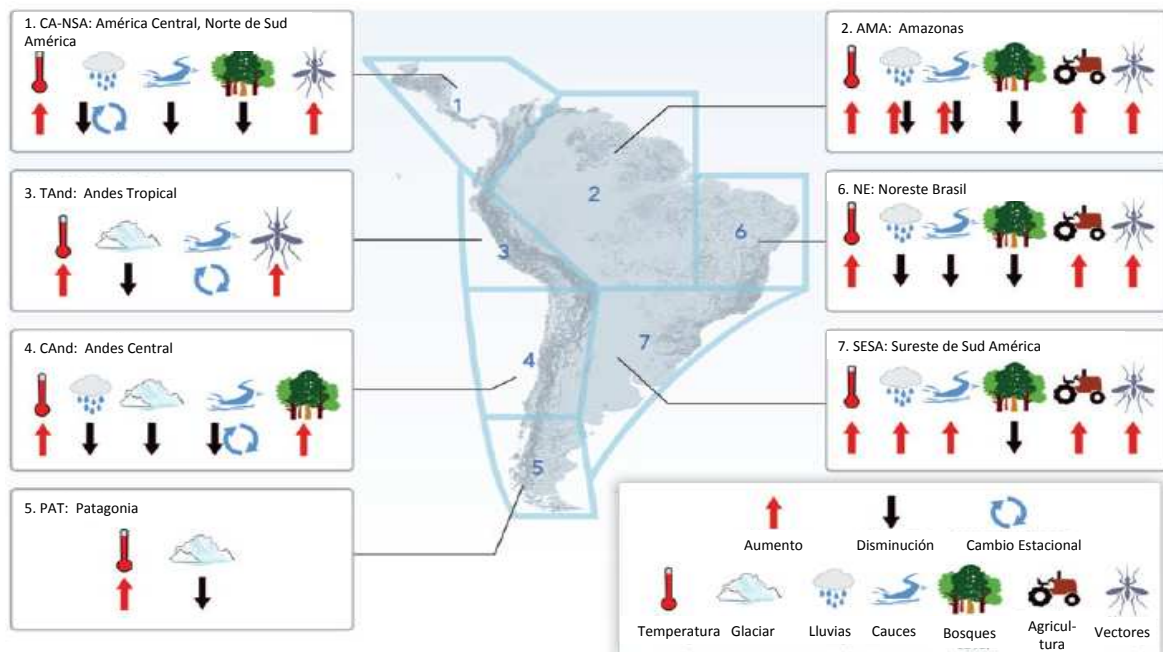 1. CA-NSA: América Central, Norte de Sud
América
2. AMA: Amazonas
3. TAnd: Andes Tropical
6. NE: Noreste Brasil
4. CAnd: Andes Central
7. SESA: Sureste de Sud América
5. PAT: Patagonia
1
2
3
6
4
7
5
Aumento Disminución Cambio Estacional
Temperatura Glaciar Lluvias Cauces Bosques Agricul-
tura Vectores